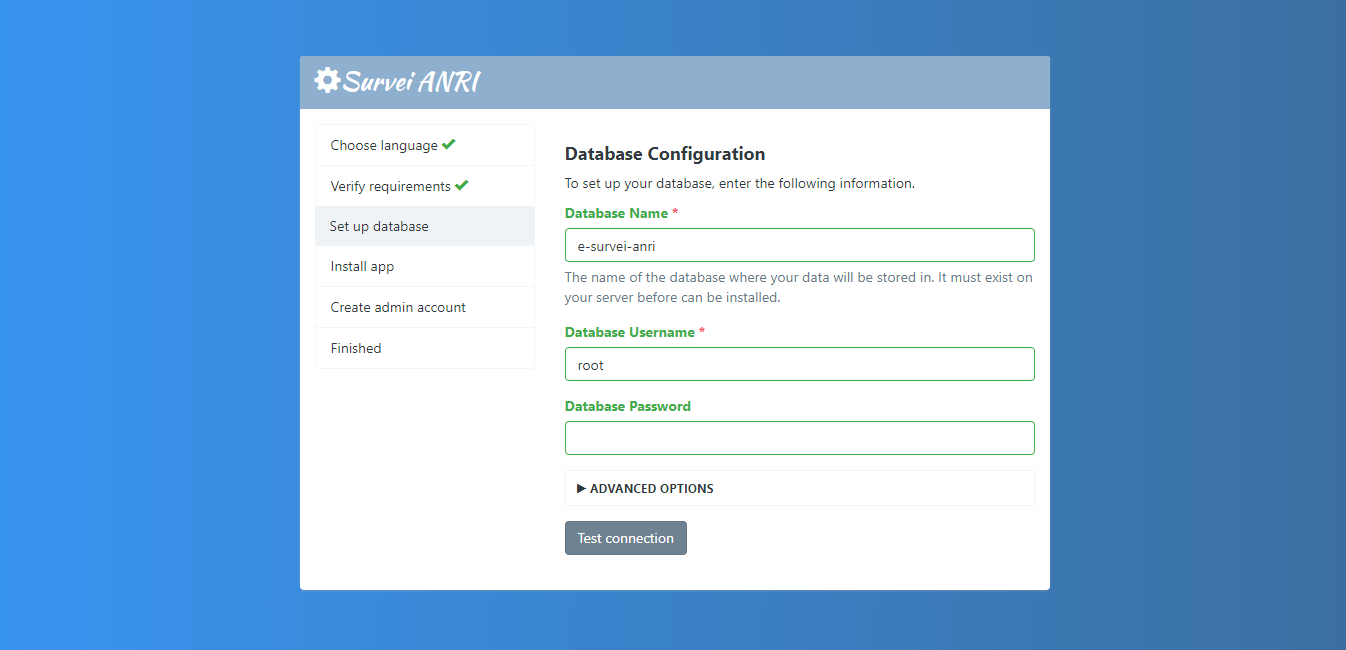 Survei ANRI
Choose language
Verify requirements
Set up database
Install app
Create admin account
Finished
Database Configuration
To set up your database, enter the following information.
Database Name *
e-survei-anri
The name of the database where your data will be stored in. It must exist on
your server before can be installed.
Database Username *
root
Database Password
ADVANCED OPTIONS
Test connection